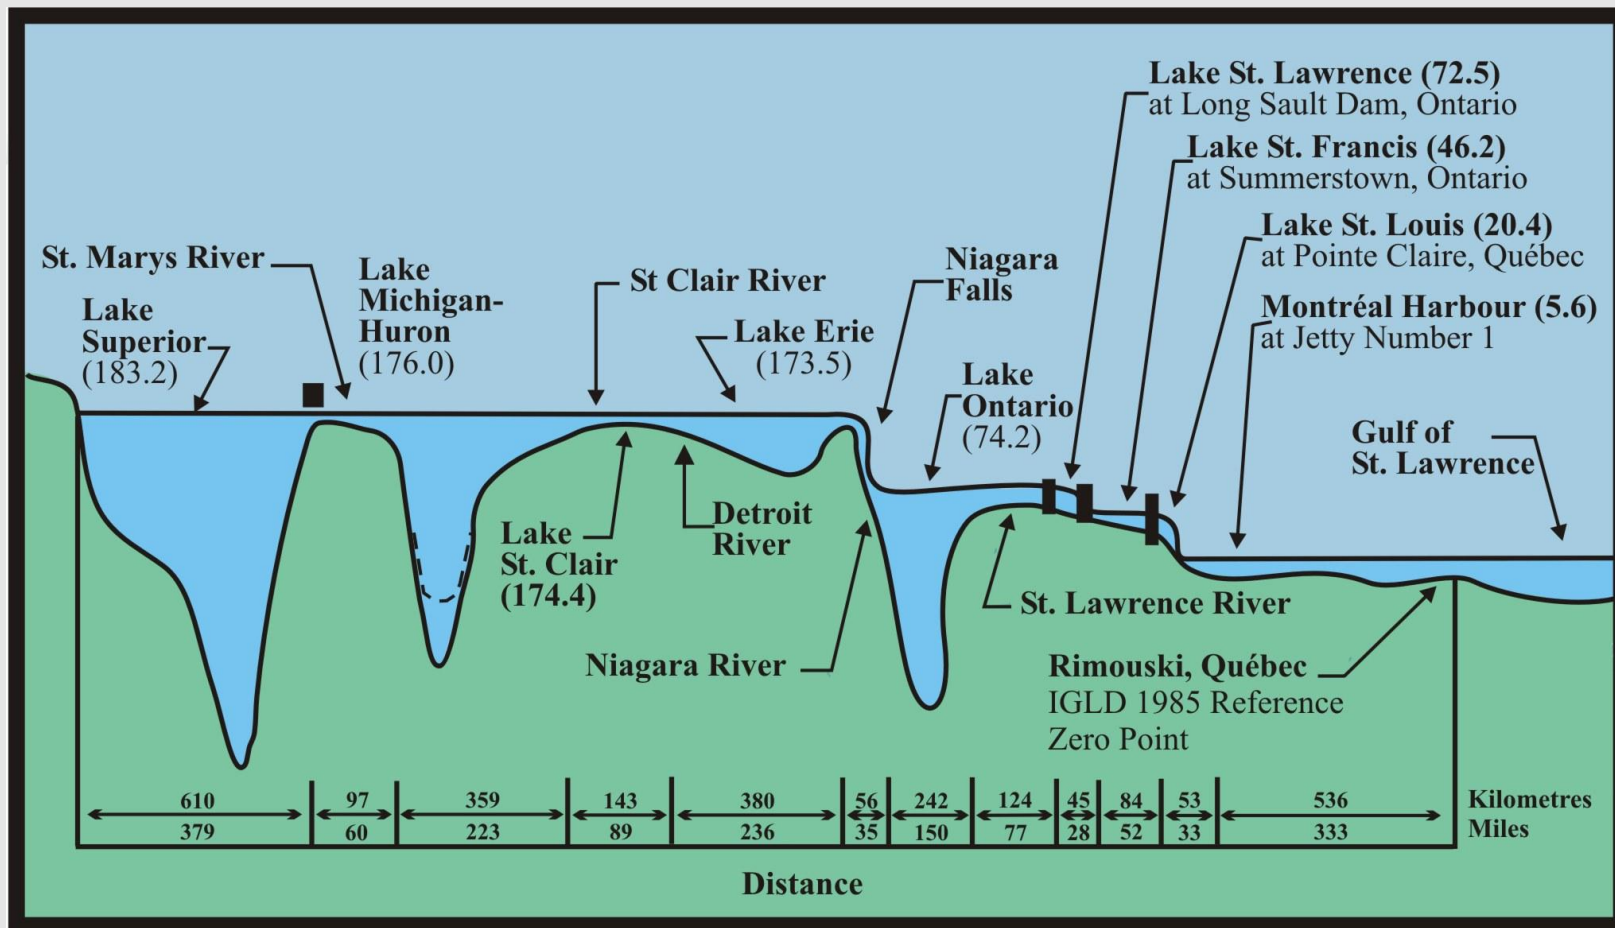 Lake St. Lawrence (72.5)
at Long Sault Dam, Ontario
Lake St. Francis (46.2)
at Summerstown, Ontario
Lake St. Louis (20.4)
at Pointe Claire, Québec
Montréal Harbour (5.6)
at Jetty Number 1
St. Marys River
Lake
Superior
(183.2)
Lake
Michigan-
Huron
(176.0)
St Clair River
Lake Erie
(173.5)
Niagara
Falls
Lake
Ontario
(74.2)
Gulf of
St. Lawrence
Lake
St. Clair
(174.4)
Detroit
River
Niagara River
St. Lawrence River
Rimouski, Québec
IGLD 1985 Reference
Zero Point
610 97 359 143 380 56 242 124 45 84 53 536 Kilometres
379 60 223 89 236 35 150 77 28 52 33 333 Miles
Distance